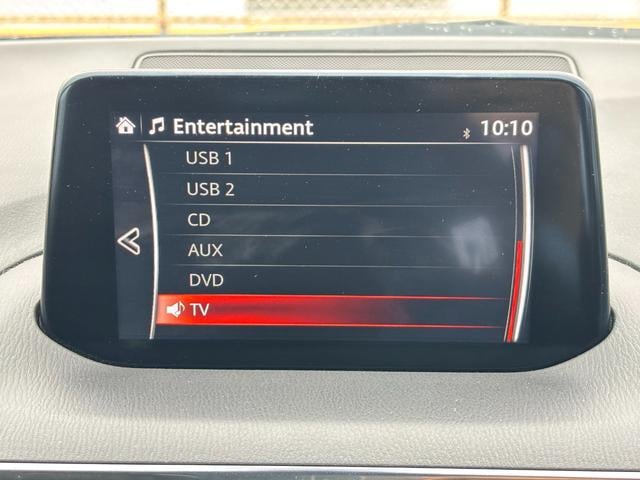 Entertainment 10:10
USB 1
USB 2
CD
AUX
DVD
TV